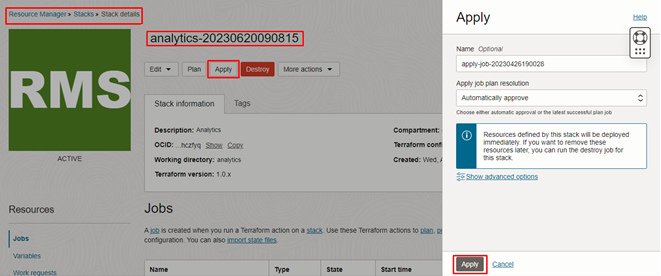 Resource Manager ▸ Stacks ▸ Stack details
RMS
ACTIVE
analytics-20230620090815
Edit Plan Apply Destroy More actions
Stack information Tags
Description: Analytics
OCID: ...hczfyq Show Copy
Working directory: analytics
Terraform version: 1.0.x
Compartment:
Terraform confi
Created: Wed, A
Resources
Jobs
Variables
Work requests
Jobs
A job is created when you run a Terraform action on a stack. Use these Terraform actions to plan,
configuration. You can also import state files.
Name Type State Start time
Apply
Help
Name Optional
apply-job-20230426190028
Apply job plan resolution
Automatically approve
Choose either automatic approval or the latest successful plan job
Resources defined by this stack will be deployed
immediately. If you want to remove these
resources later, you can run the destroy job for
this stack.
Show advanced options
Apply Cancel